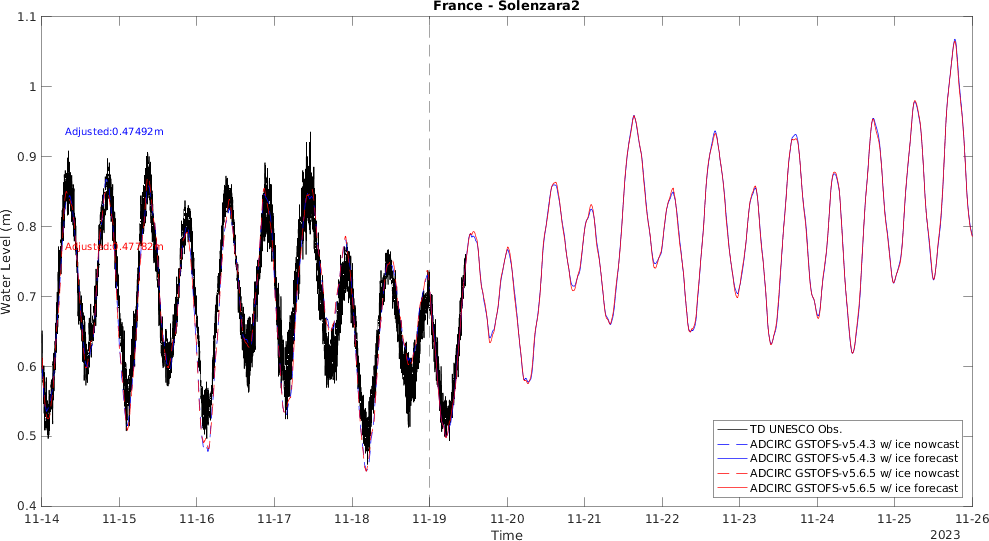 France - Solenzara2
1.1
1
0.9
0.8
0.7
0.6
0.5
0.4
Water Level (m)
Adjusted:0.47492m
Adjusted:0.47782m
TD UNESCO Obs.
ADCIRC GSTOFS-v5.4.3 w/ ice nowcast
ADCIRC GSTOFS-v5.4.3 w/ ice forecast
ADCIRC GSTOFS-v5.6.5 w/ ice nowcast
ADCIRC GSTOFS-v5.6.5 w/ ice forecast
11-14 11-15 11-16 11-17 11-18 11-19 11-20 11-21 11-22 11-23 11-24 11-25 11-26
Time
2023